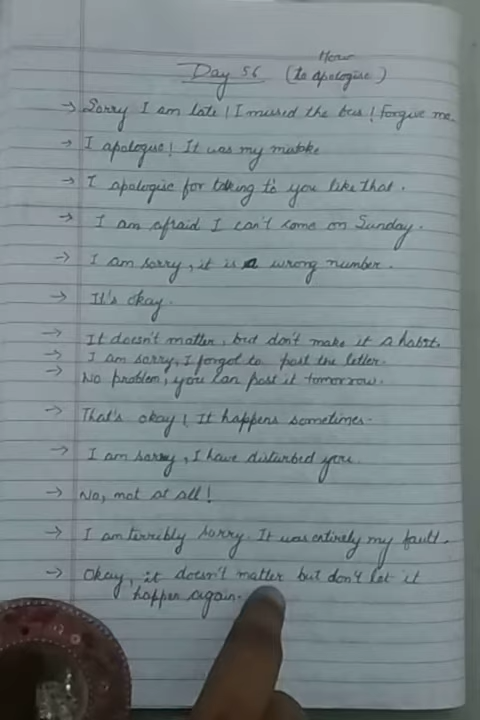 How
Day 56 (to apologise)
→ Sorry I am late! I missed the bus! Forgive me.
→ I apologise! It was my mistake
→ I apologise for talking to you like that.
→ I am afraid I can't come on Sunday.
→ I am sorry, it is a wrong number.
→ It's okay.
→ It doesn't matter, but don't make it a habit.
→ I am sorry, I forgot to post the letter.
→ No problem, you can post it tomorrow.
→ That's okay! It happens sometimes.
→ I am sorry, I have disturbed you.
→ No, not at all!
→ I am terribly sorry. It was entirely my fault.
→ Okay, it doesn't matter but don't let it
happen again.